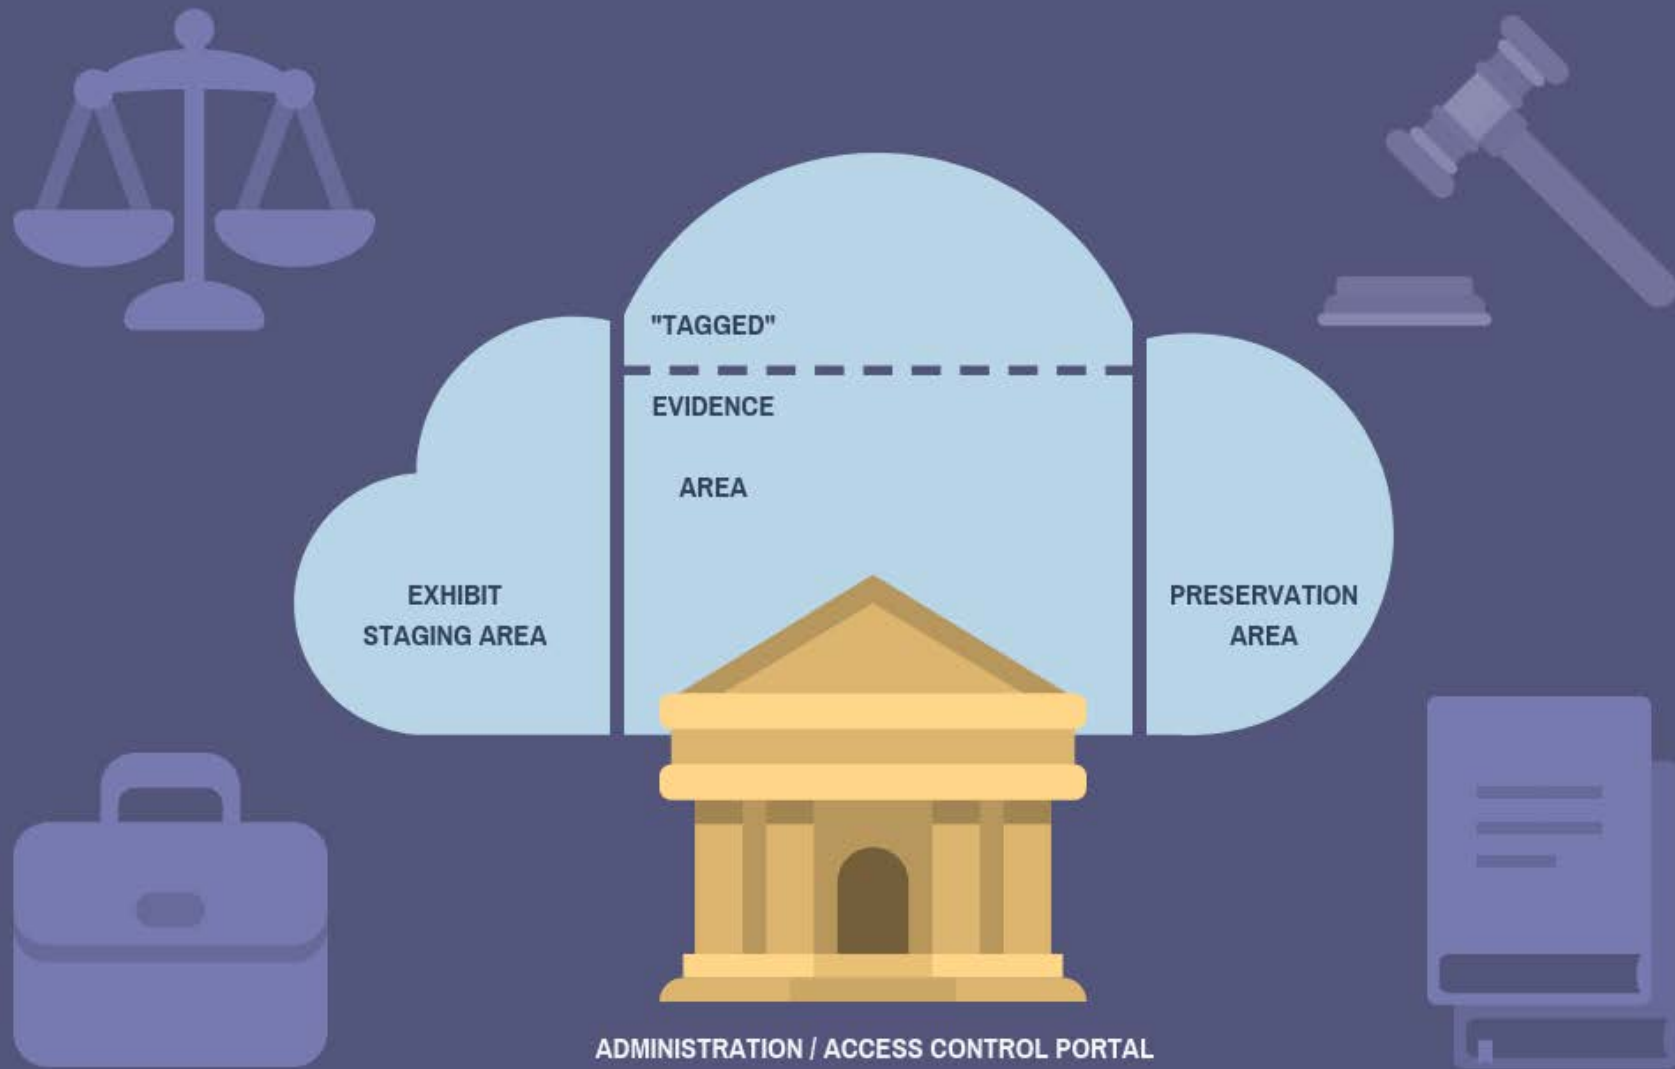 "TAGGED"
EVIDENCE
AREA
EXHIBIT
STAGING AREA
PRESERVATION
AREA
ADMINISTRATION / ACCESS CONTROL PORTAL